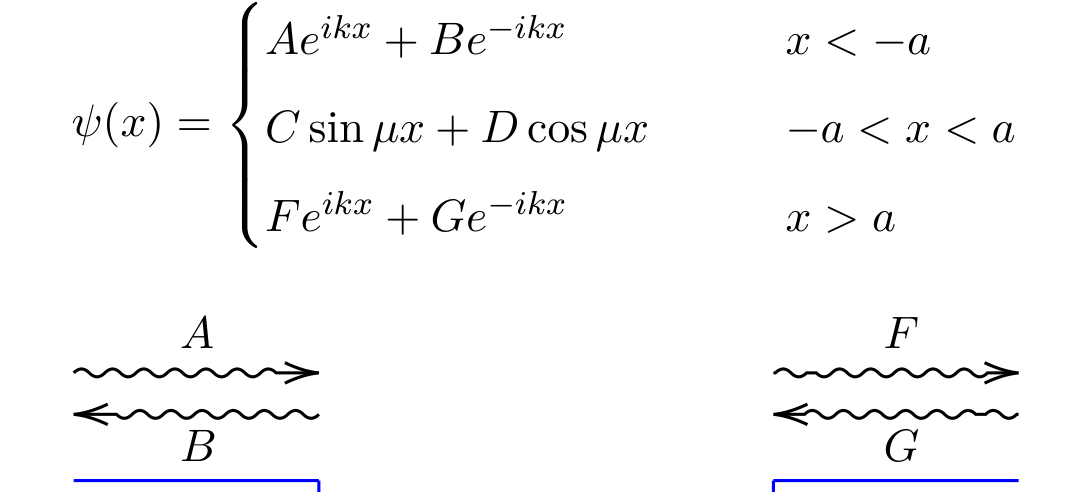 ψ(x) = { Ae^{ikx} + Be^{-ikx} x < −a
C sin μx + D cos μx −a < x < a
Fe^{ikx} + Ge^{-ikx} x > a
A F
B G